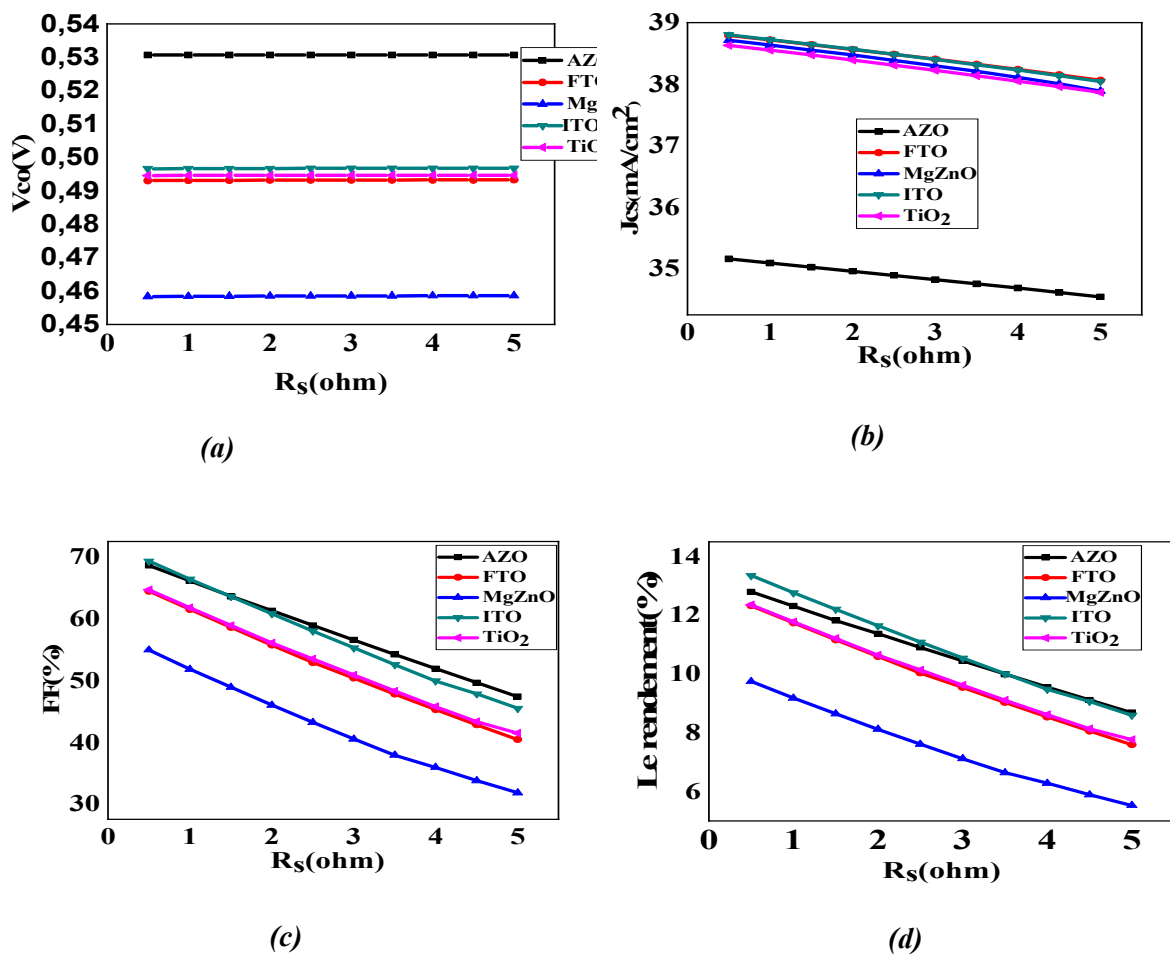 0,54
0,53
0,52
0,51
0,50
0,49
0,48
0,47
0,46
0,45
Vco(V)
0 1 2 3 4 5
Rs(ohm)
AZ
FTO
Mg
ITO
TiO
(a)
39
38
37
36
35
Jcs(mA/cm²
0 1 2 3 4 5
Rs(ohm)
AZO
FTO
MgZnO
ITO
TiO₂
(b)
70
60
50
40
30
FF(%)
0 1 2 3 4 5
Rs(ohm)
AZO
FTO
MgZnO
ITO
TiO₂
(c)
14
12
10
8
6
Le rendement(%)
0 1 2 3 4 5
Rs(ohm)
AZO
FTO
MgZnO
ITO
TiO₂
(d)